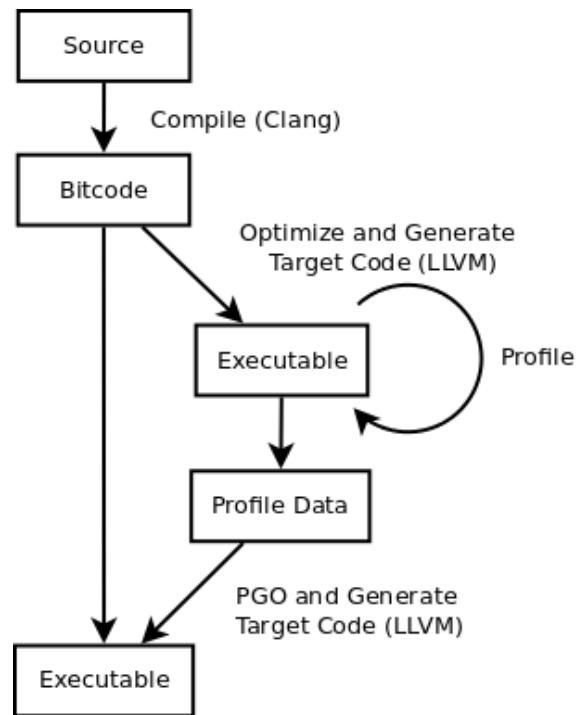 Source
Compile (Clang)
Bitcode
Optimize and Generate
Target Code (LLVM)
Executable
Profile
Profile Data
PGO and Generate
Target Code (LLVM)
Executable